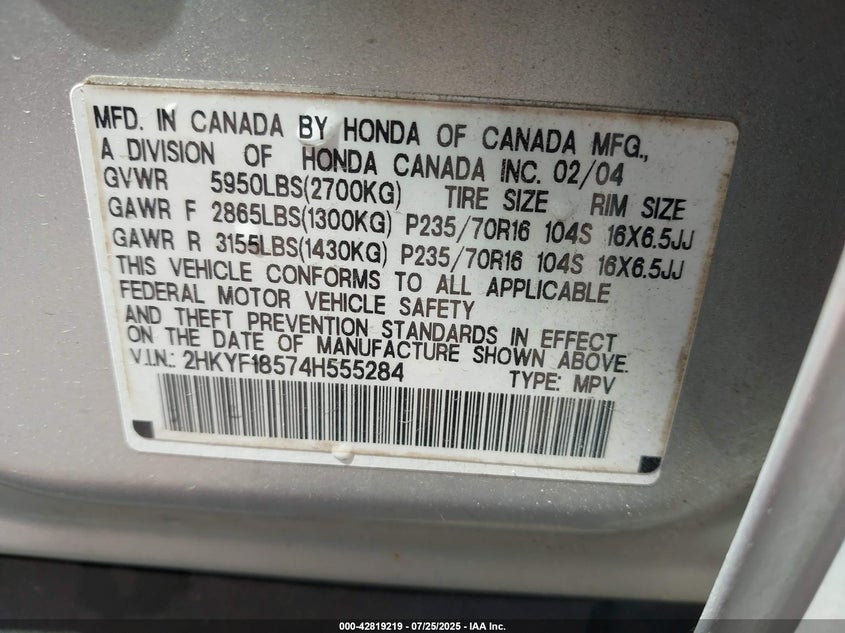 MFD. IN CANADA BY HONDA OF CANADA MFG.,
A DIVISION OF HONDA CANADA INC. 02/04
GVWR 5950LBS(2700KG) TIRE SIZE RIM SIZE
GAWR F 2865LBS(1300KG) P235/70R16 104S 16X6.5JJ
GAWR R 3155LBS(1430KG) P235/70R16 104S 16X6.5JJ
THIS VEHICLE CONFORMS TO ALL APPLICABLE
FEDERAL MOTOR VEHICLE SAFETY
AND THEFT PREVENTION STANDARDS IN EFFECT
ON THE DATE OF MANUFACTURE SHOWN ABOVE.
V.I.N.: 2HKYF18574H555284 TYPE: MPV
000-42819219 - 07/25/2025 - IAA Inc.